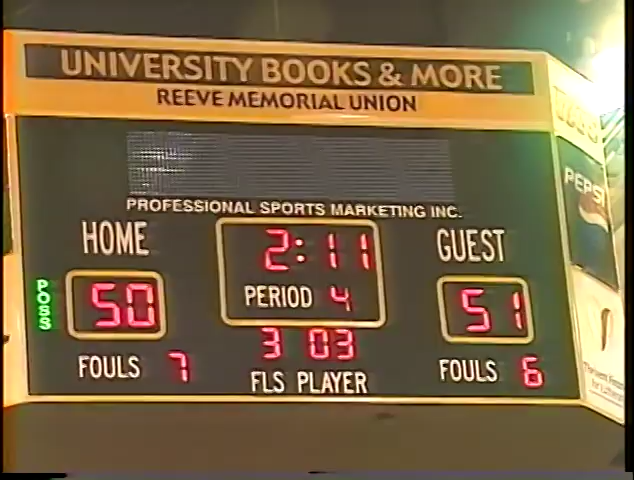 UNIVERSITY BOOKS & MORE
REEVE MEMORIAL UNION
PROFESSIONAL SPORTS MARKETING INC.
HOME
2:11
GUEST
POSS
50
PERIOD 4
51
FOULS 7
3 03
FLS PLAYER
FOULS 6
PEPSI